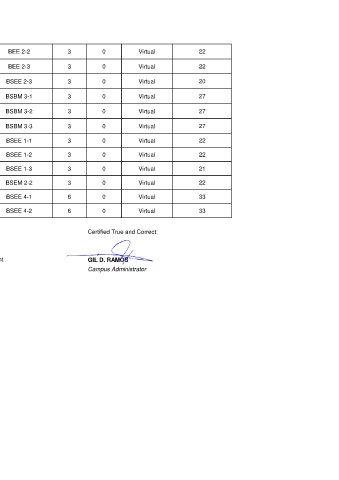 BEE 2-2 3 0 Virtual 22
BEE 2-3 3 0 Virtual 22
BSEE 2-3 3 0 Virtual 20
BSBM 3-1 3 0 Virtual 27
BSBM 3-2 3 0 Virtual 27
BSBM 3-3 3 0 Virtual 27
BSEE 1-1 3 0 Virtual 22
BSEE 1-2 3 0 Virtual 22
BSEE 1-3 3 0 Virtual 21
BSEM 2-2 3 0 Virtual 22
BSEE 4-1 6 0 Virtual 33
BSEE 4-2 6 0 Virtual 33
Certified True and Correct:
nt GIL D. RAMOS
Campus Administrator